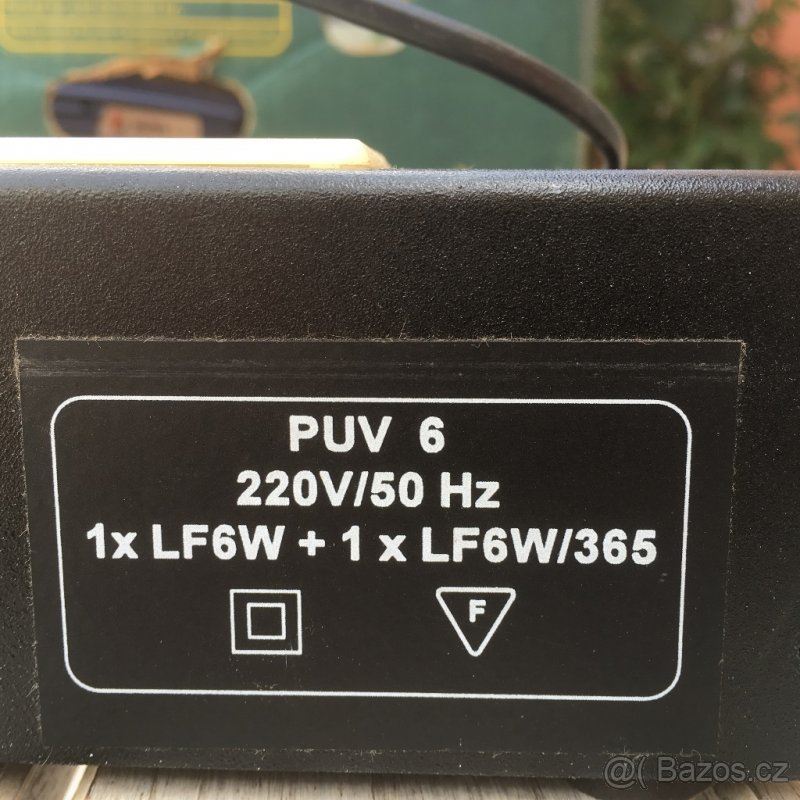 PUV 6
220V/50 Hz
1x LF6W + 1 x LF6W/365
F
@( Bazos.cz